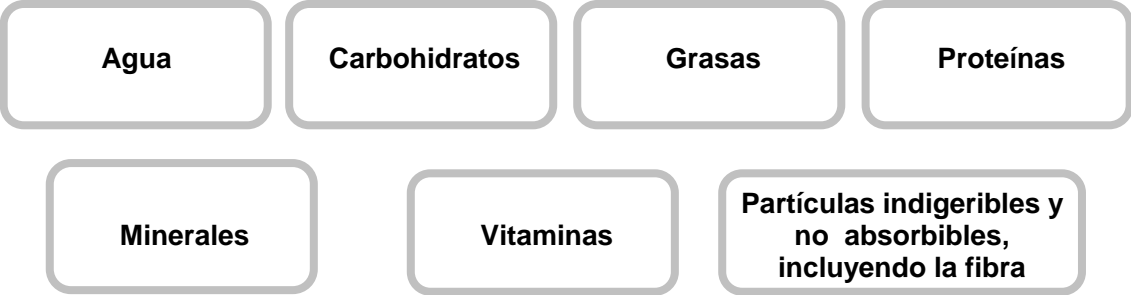 Agua
Carbohidratos
Grasas
Proteínas
Minerales
Vitaminas
Partículas indigeribles y
no absorbibles,
incluyendo la fibra